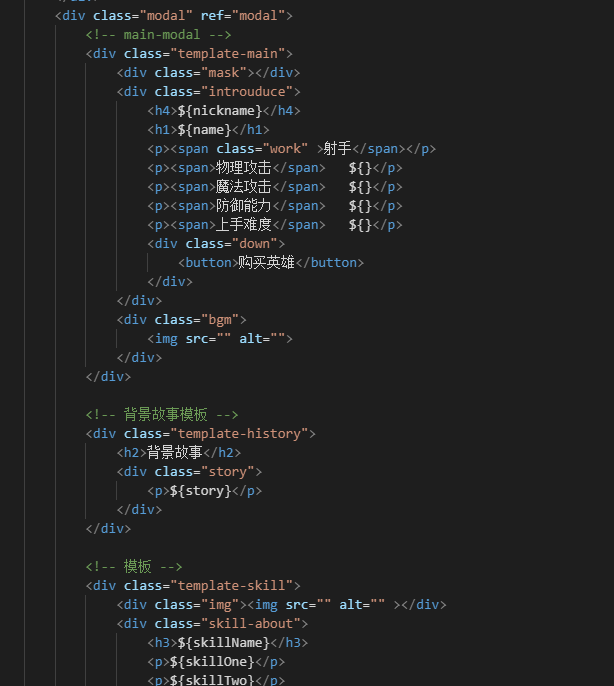 <div class="modal" ref="modal">
<!-- main-modal -->
<div class="template-main">
<div class="mask"></div>
<div class="introuduce">
<h4>${nickname}</h4>
<h1>${name}</h1>
<p><span class="work" >射手</span></p>
<p><span>物理攻击</span>   ${}</p>
<p><span>魔法攻击</span>   ${}</p>
<p><span>防御能力</span>   ${}</p>
<p><span>上手难度</span>   ${}</p>
<div class="down">
<button>购买英雄</button>
</div>
</div>
<div class="bgm">
<img src="" alt="">
</div>
</div>
<!-- 背景故事模板 -->
<div class="template-history">
<h2>背景故事</h2>
<div class="story">
<p>${story}</p>
</div>
</div>
<!-- 模板 -->
<div class="template-skill">
<div class="img"><img src="" alt="" ></div>
<div class="skill-about">
<h3>${skillName}</h3>
<p>${skillOne}</p>
<p>${skillTwo}</p>